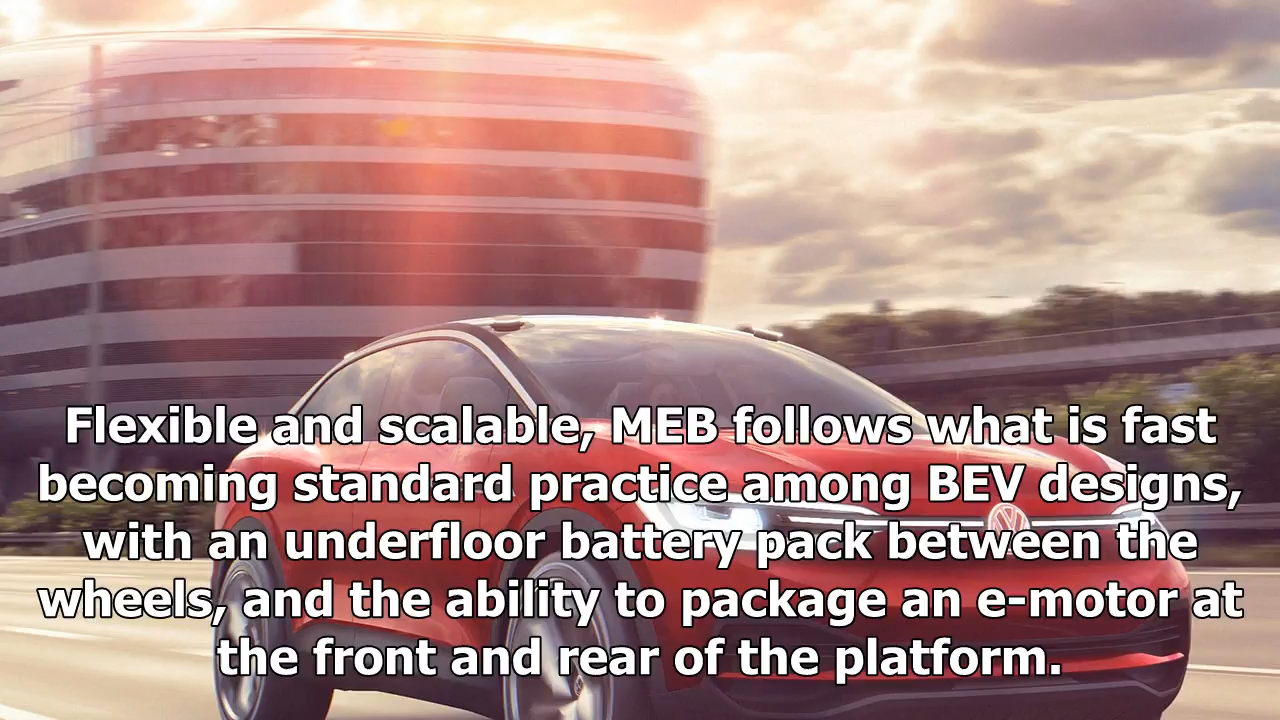 Flexible and scalable, MEB follows what is fast
becoming standard practice among BEV designs,
with an underfloor battery pack between the
wheels, and the ability to package an e-motor at
the front and rear of the platform.